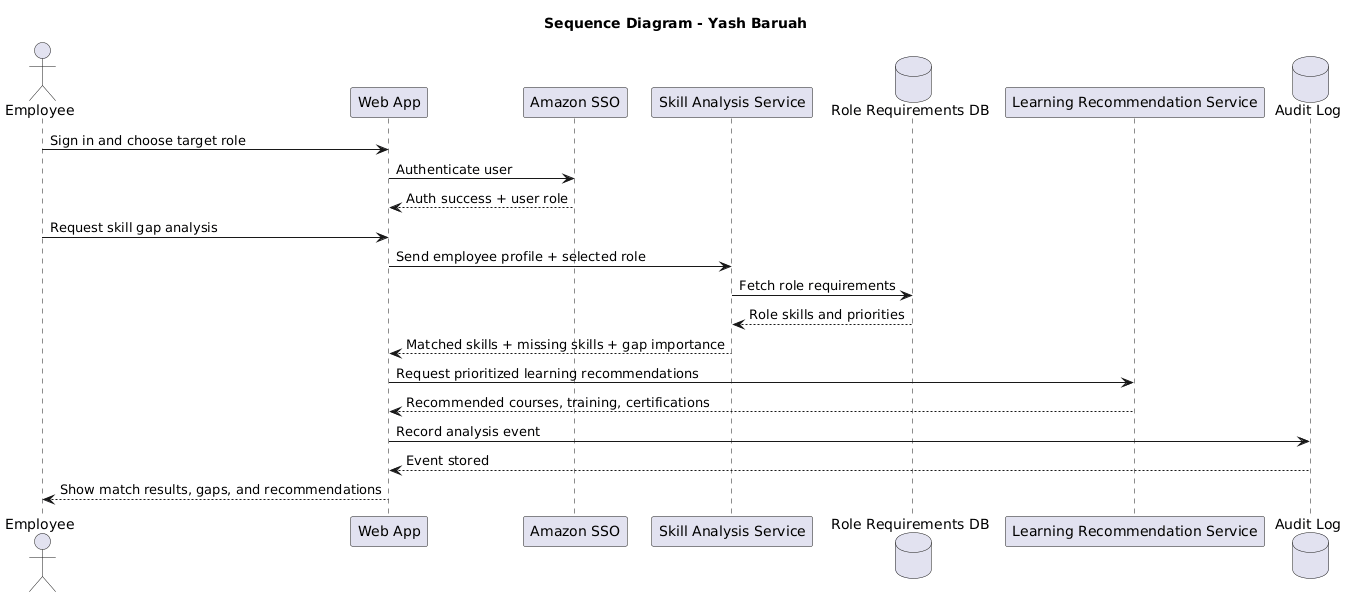 Sequence Diagram - Yash Baruah
Employee
Web App
Amazon SSO
Skill Analysis Service
Role Requirements DB
Learning Recommendation Service
Audit Log
Sign in and choose target role
Authenticate user
Auth success + user role
Request skill gap analysis
Send employee profile + selected role
Fetch role requirements
Role skills and priorities
Matched skills + missing skills + gap importance
Request prioritized learning recommendations
Recommended courses, training, certifications
Record analysis event
Event stored
Show match results, gaps, and recommendations
Employee
Web App
Amazon SSO
Skill Analysis Service
Role Requirements DB
Learning Recommendation Service
Audit Log